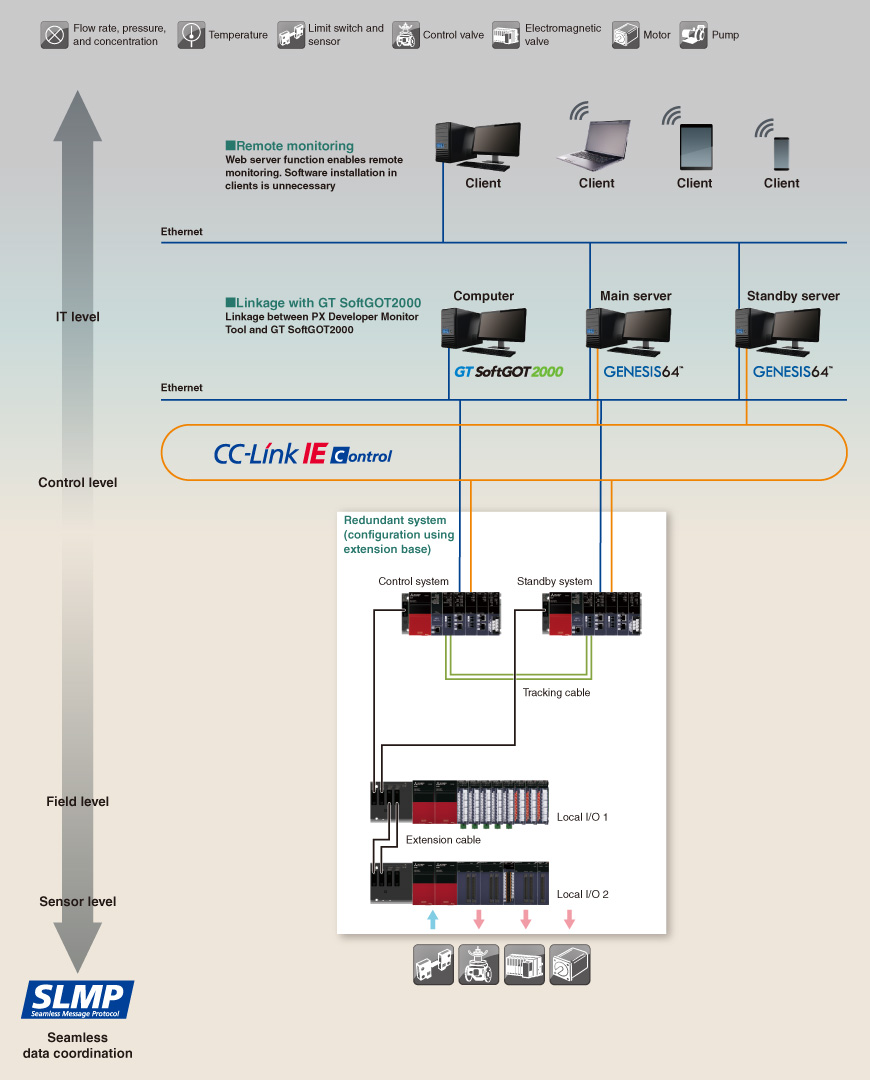 Flow rate, pressure,
and concentration
Temperature
Limit switch and
sensor
Control valve
Electromagnetic
valve
Motor
Pump
■Remote monitoring
Web server function enables remote
monitoring. Software installation in
clients is unnecessary
Client
Client
Client
Client
Ethernet
IT level
■Linkage with GT SoftGOT2000
Linkage between PX Developer Monitor
Tool and GT SoftGOT2000
Computer
Main server
Standby server
GT SoftGOT2000
GENESIS64™
GENESIS64™
Ethernet
CC-Link IE Control
Control level
Redundant system
(configuration using
extension base)
Control system
Standby system
Tracking cable
Field level
Local I/O 1
Extension cable
Sensor level
Local I/O 2
SLMP
Seamless Message Protocol
Seamless
data coordination